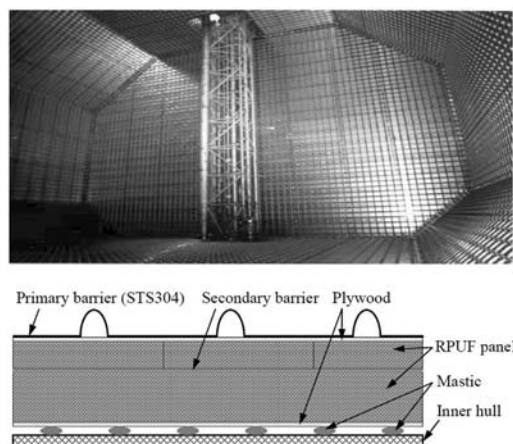 Primary barrier (STS304)
Secondary barrier
Plywood
RPUF panel
Mastic
Inner hull